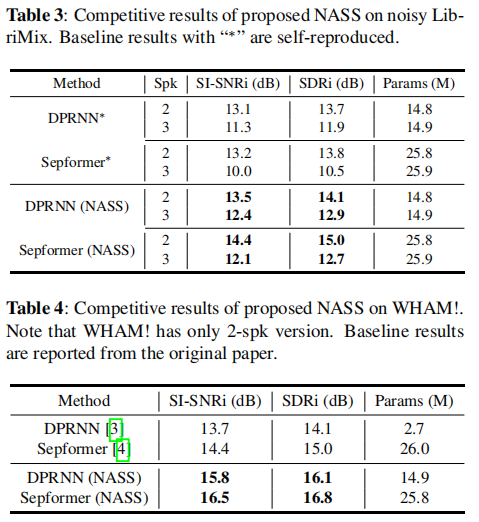 Table 3: Competitive results of proposed NASS on noisy Lib-
riMix. Baseline results with “*” are self-reproduced.
Method Spk SI-SNRi (dB) SDRi (dB) Params (M)
DPRNN* 2 13.1 13.7 14.8
3 11.3 11.9 14.9
Sepformer* 2 13.2 13.8 25.8
3 10.0 10.5 25.9
DPRNN (NASS) 2 13.5 14.1 14.8
3 12.4 12.9 14.9
Sepformer (NASS) 2 14.4 15.0 25.8
3 12.1 12.7 25.9
Table 4: Competitive results of proposed NASS on WHAM!.
Note that WHAM! has only 2-spk version. Baseline results
are reported from the original paper.
Method SI-SNRi (dB) SDRi (dB) Params (M)
DPRNN [3] 13.7 14.1 2.7
Sepformer [4] 14.4 15.0 26.0
DPRNN (NASS) 15.8 16.1 14.9
Sepformer (NASS) 16.5 16.8 25.8